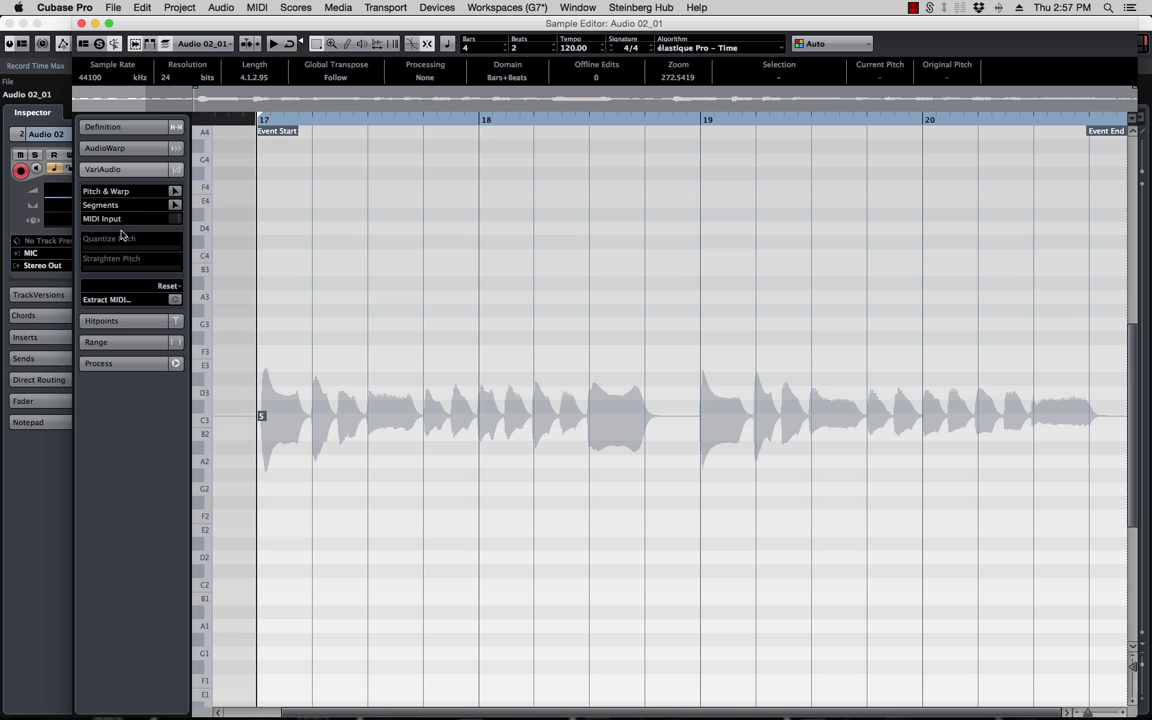 Cubase Pro File Edit Project Audio MIDI Scores Media Transport Devices Workspaces (G7*) Window Steinberg Hub Help Thu 2:57 PM
Sample Editor: Audio 02_01
Audio 02_01 Bars 4 Beats 2 Tempo 120.00 Signature 4/4 Algorithm élastique Pro – Time Auto
Record Time Max Sample Rate Resolution Length Global Transpose Processing Domain Offline Edits Zoom Selection Current Pitch Original Pitch
44100 kHz 24 bits 4.1.2.95 Follow None Bars+Beats 0 272.5419 – – –
File
Audio 02_01
Inspector
2 Audio 02
M S R
No Track Pres
MIC
Stereo Out
TrackVersions
Chords
Inserts
Sends
Direct Routing
Fader
Notepad
Definition
AudioWarp
VariAudio
Pitch & Warp
Segments
MIDI Input
Quantize Pitch
Straighten Pitch
Reset
Extract MIDI...
Hitpoints
Range
Process
17 18 19 20
Event Start Event End
S
A4
G4
F4
E4
D4
C4
B3
A3
G3
F3
E3
D3
C3
B2
A2
G2
F2
E2
D2
C2
B1
A1
G1
F1
E1